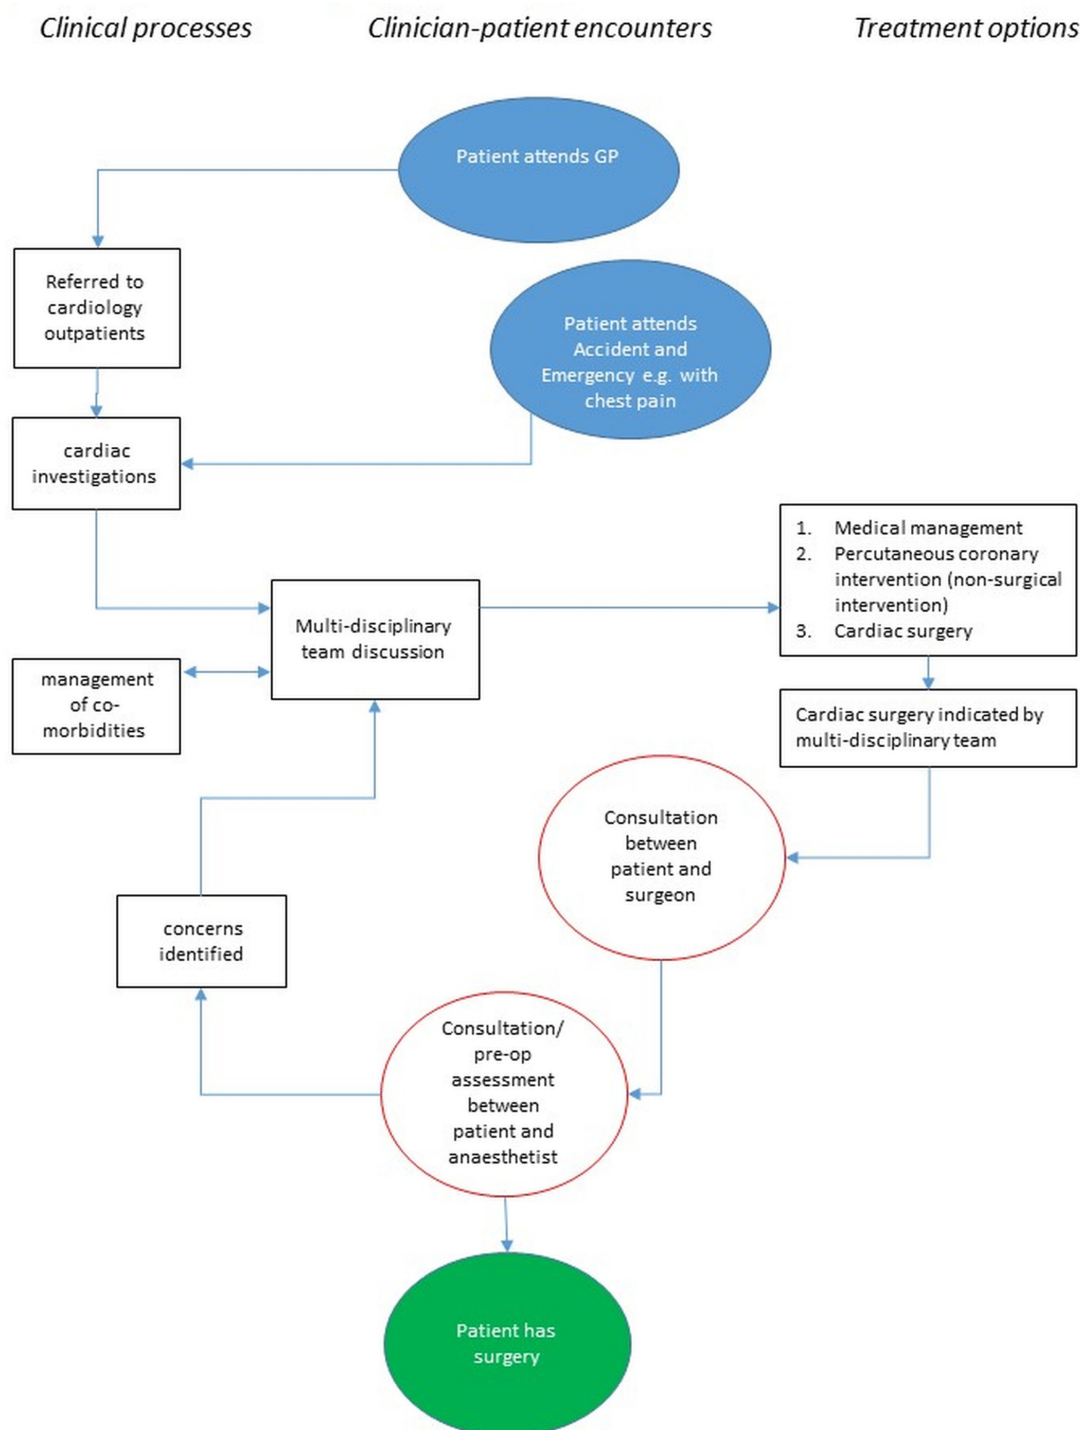 Clinical processes
Clinician-patient encounters
Treatment options
Patient attends GP
Referred to
cardiology
outpatients
Patient attends
Accident and
Emergency e.g. with
chest pain
cardiac
investigations
1. Medical management
2. Percutaneous coronary
intervention (non-surgical
intervention)
3. Cardiac surgery
Multi-disciplinary
team discussion
management
of co-
morbidities
Cardiac surgery indicated by
multi-disciplinary team
Consultation
between
patient and
surgeon
concerns
identified
Consultation/
pre-op
assessment
between
patient and
anaesthetist
Patient has
surgery